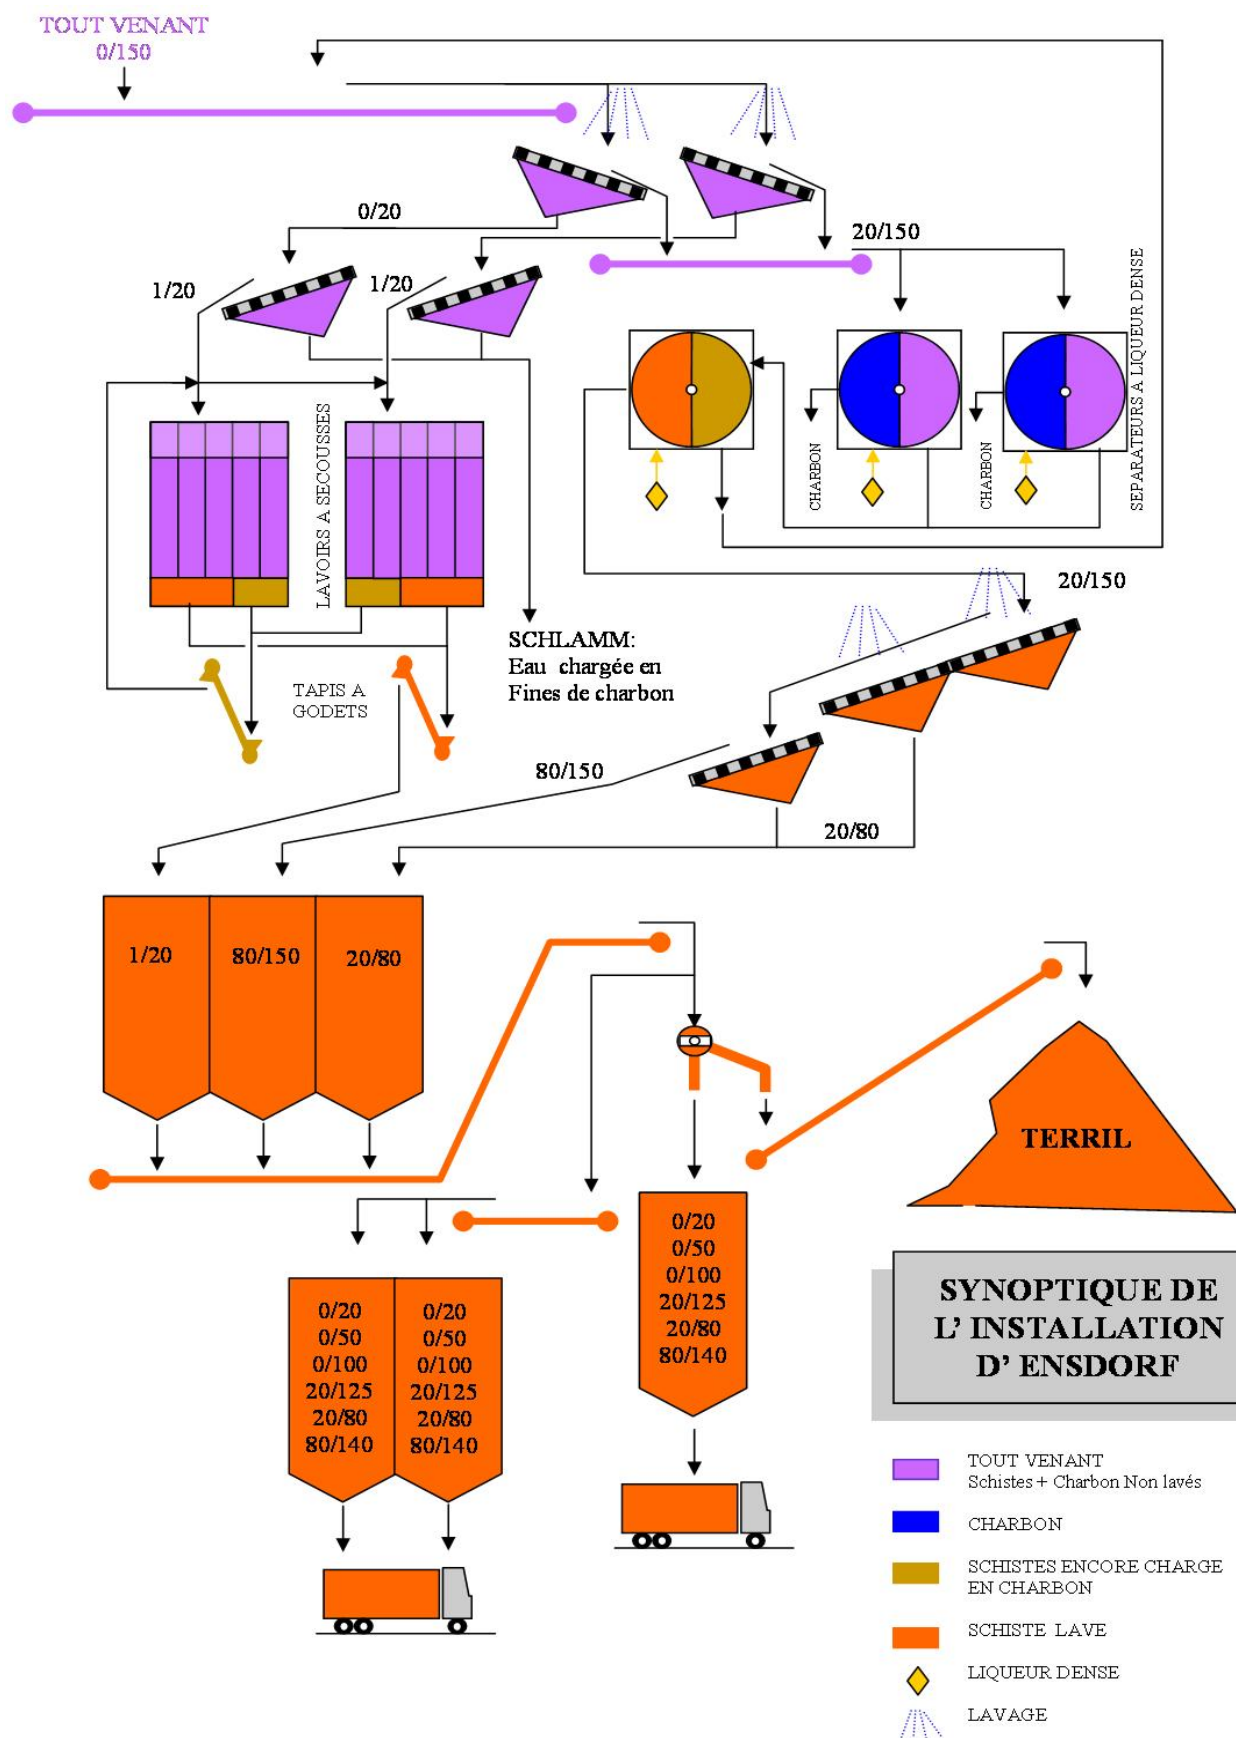 TOUT VENANT
0/150
0/20
20/150
1/20
1/20
SEPARATEURS A LIQUEUR DENSE
CHARBON
CHARBON
LAVOIRS A SECOUSSES
20/150
SCHLAMM:
Eau chargée en
Fines de charbon
TAPIS A
GODETS
80/150
20/80
1/20
80/150
20/80
TERRIL
0/20
0/50
0/100
20/125
20/80
80/140
0/20
0/50
0/100
20/125
20/80
80/140
0/20
0/50
0/100
20/125
20/80
80/140
SYNOPTIQUE DE
L' INSTALLATION
D' ENSDORF
TOUT VENANT
Schistes + Charbon Non lavés
CHARBON
SCHISTES ENCORE CHARGE
EN CHARBON
SCHISTE LAVE
LIQUEUR DENSE
LAVAGE